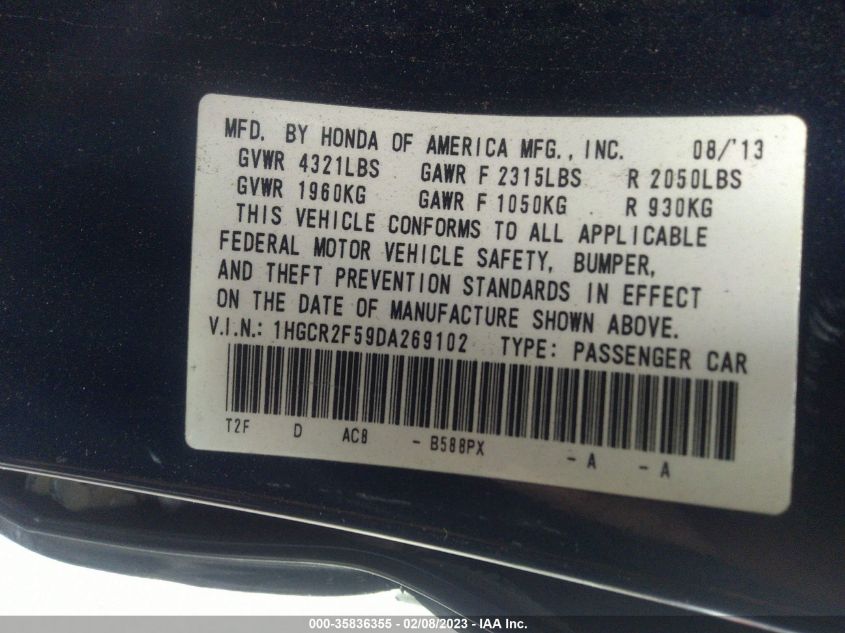 MFD. BY HONDA OF AMERICA MFG., INC. 08/'13
GVWR 4321LBS GAWR F 2315LBS R 2050LBS
GVWR 1960KG GAWR F 1050KG R 930KG
THIS VEHICLE CONFORMS TO ALL APPLICABLE
FEDERAL MOTOR VEHICLE SAFETY, BUMPER,
AND THEFT PREVENTION STANDARDS IN EFFECT
ON THE DATE OF MANUFACTURE SHOWN ABOVE.
V.I.N.: 1HGCR2F59DA269102 TYPE: PASSENGER CAR
T2F D AC8 - B588PX - A - A
000-35836355 — 02/08/2023 — IAA Inc.